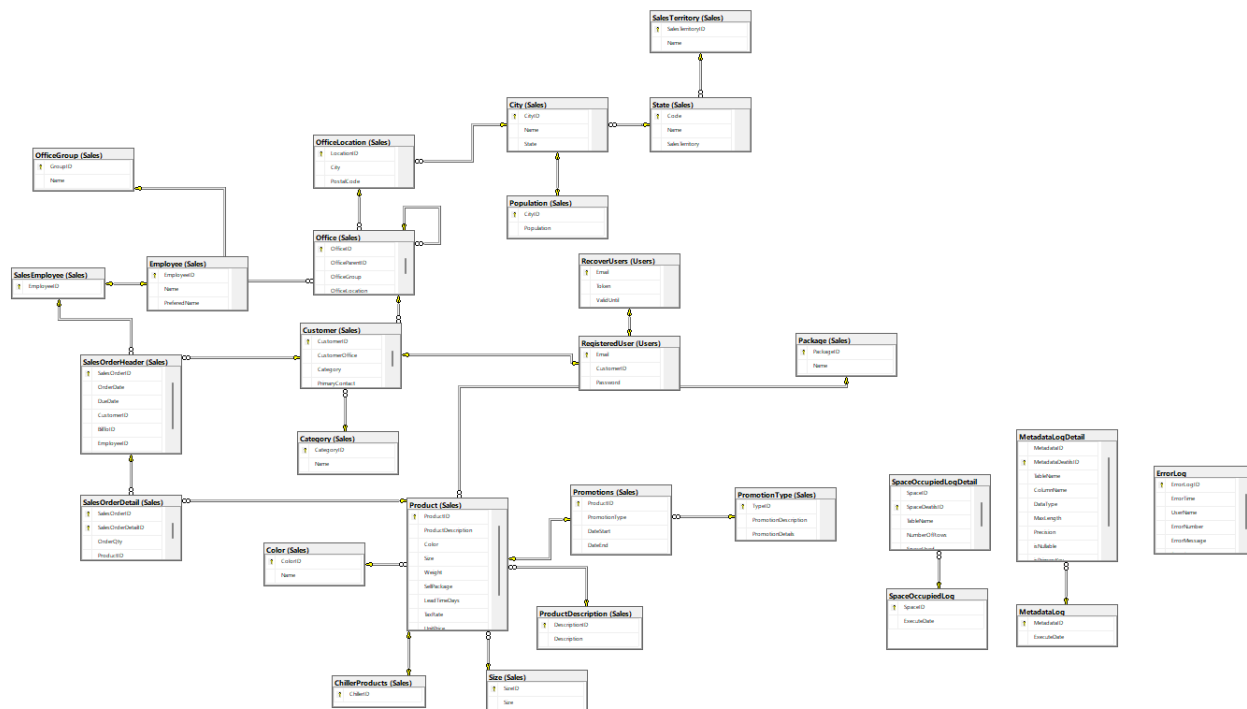 SalesTerritory (Sales)
SalesTerritoryID
Name
City (Sales)
CityID
Name
State
State (Sales)
Code
Name
SalesTerritory
OfficeLocation (Sales)
LocationID
City
PostalCode
OfficeGroup (Sales)
GroupID
Name
Population (Sales)
CityID
Population
Office (Sales)
OfficeID
OfficeParentID
OfficeGroup
OfficeLocation
Employee (Sales)
EmployeeID
Name
PreferedName
SalesEmployee (Sales)
EmployeeID
RecoverUsers (Users)
Email
Token
ValidUntil
Customer (Sales)
CustomerID
CustomerOffice
Category
PrimaryContact
RegisteredUser (Users)
Email
CustomerID
Password
Package (Sales)
PackageID
Name
SalesOrderHeader (Sales)
SalesOrderID
OrderDate
DueDate
CustomerID
BilltoID
EmployeeID
Category (Sales)
CategoryID
Name
MetadataLogDetail
MetadataID
MetadataDeatilsID
TableName
ColumnName
DataType
MaxLength
Precision
isNullable
SpaceOccupiedLogDetail
SpaceID
SpaceDeatilsID
TableName
NumberOfRows
ErrorLog
ErrorLogID
ErrorTime
UserName
ErrorNumber
ErrorMessage
SalesOrderDetail (Sales)
SalesOrderID
SalesOrderDetailID
OrderQty
ProductID
Product (Sales)
ProductID
ProductDescription
Color
Size
Weight
SellPackage
LeadTimeDays
TaxRate
UnitPrice
Promotions (Sales)
ProductID
PromotionType
DateStart
DateEnd
PromotionType (Sales)
TypeID
PromotionDescription
PromotionDetails
Color (Sales)
ColorID
Name
SpaceOccupiedLog
SpaceID
ExecuteDate
MetadataLog
MetadataID
ExecuteDate
ProductDescription (Sales)
DescriptionID
Description
ChillerProducts (Sales)
ChillerID
Size (Sales)
SizeID
Size